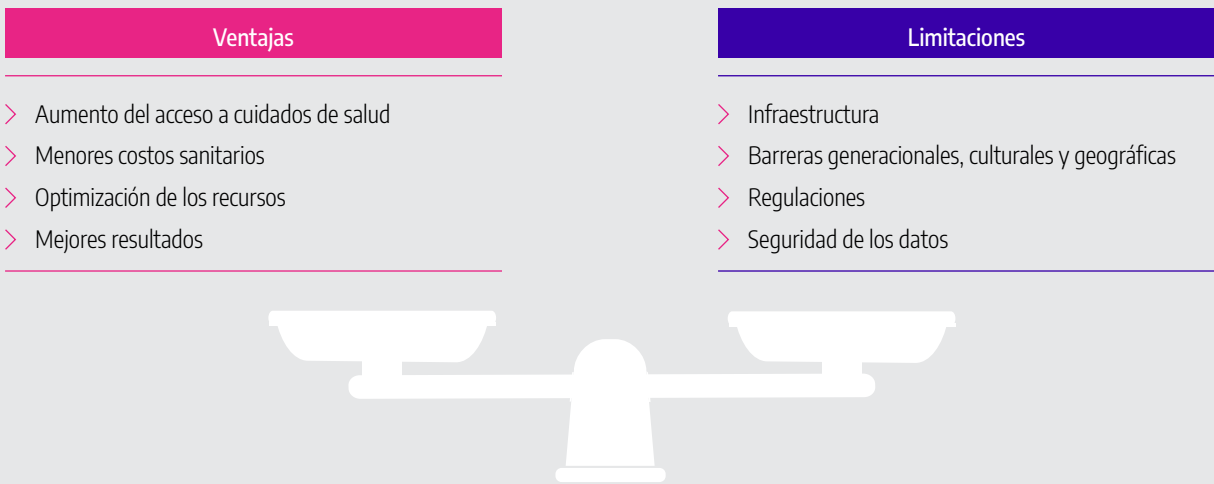 Ventajas
Aumento del acceso a cuidados de salud
Menores costos sanitarios
Optimización de los recursos
Mejores resultados
Limitaciones
Infraestructura
Barreras generacionales, culturales y geográficas
Regulaciones
Seguridad de los datos